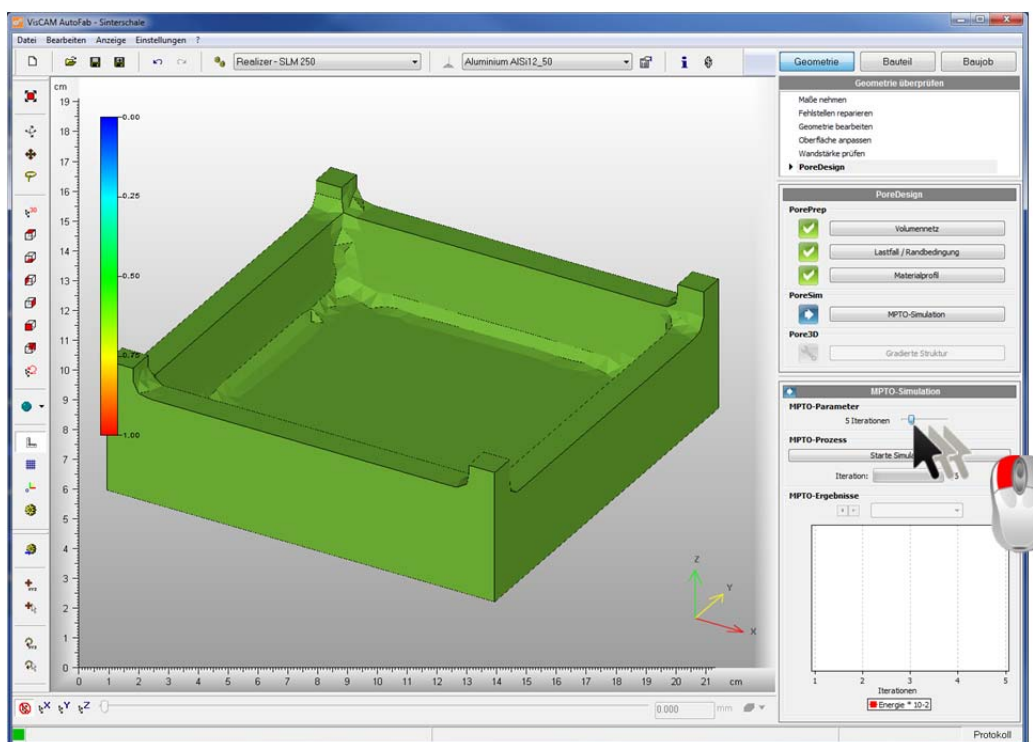 VisCAM AutoFab - Sinterschale
Datei Bearbeiten Anzeige Einstellungen ?
Realizer - SLM 250
Aluminium AlSi12_50
Geometrie Bauteil Baujob
Geometrie überprüfen
Maße nehmen
Fehlstellen reparieren
Geometrie bearbeiten
Oberfläche anpassen
Wandstärke prüfen
PoreDesign
PoreDesign
PorePrep
Volumennetz
Lastfall / Randbedingung
Materialprofil
PoreSim
MPTO-Simulation
Pore3D
Gradierte Struktur
MPTO-Simulation
MPTO-Parameter
5 Iterationen
MPTO-Prozess
Starte
Iteration: 5
MPTO-Ergebnisse
1 2 3 4 5
Iterationen
Energie * 10-2
cm
19
18
17
16
15
14
13
12
11
10
9
8
7
6
5
4
3
2
1
0
0.00
-0.25
-0.50
-0.75
-1.00
Z
Y
X
0 1 2 3 4 5 6 7 8 9 10 11 12 13 14 15 16 17 18 19 20 21 cm
X Y Z 0.000 mm
Protokoll